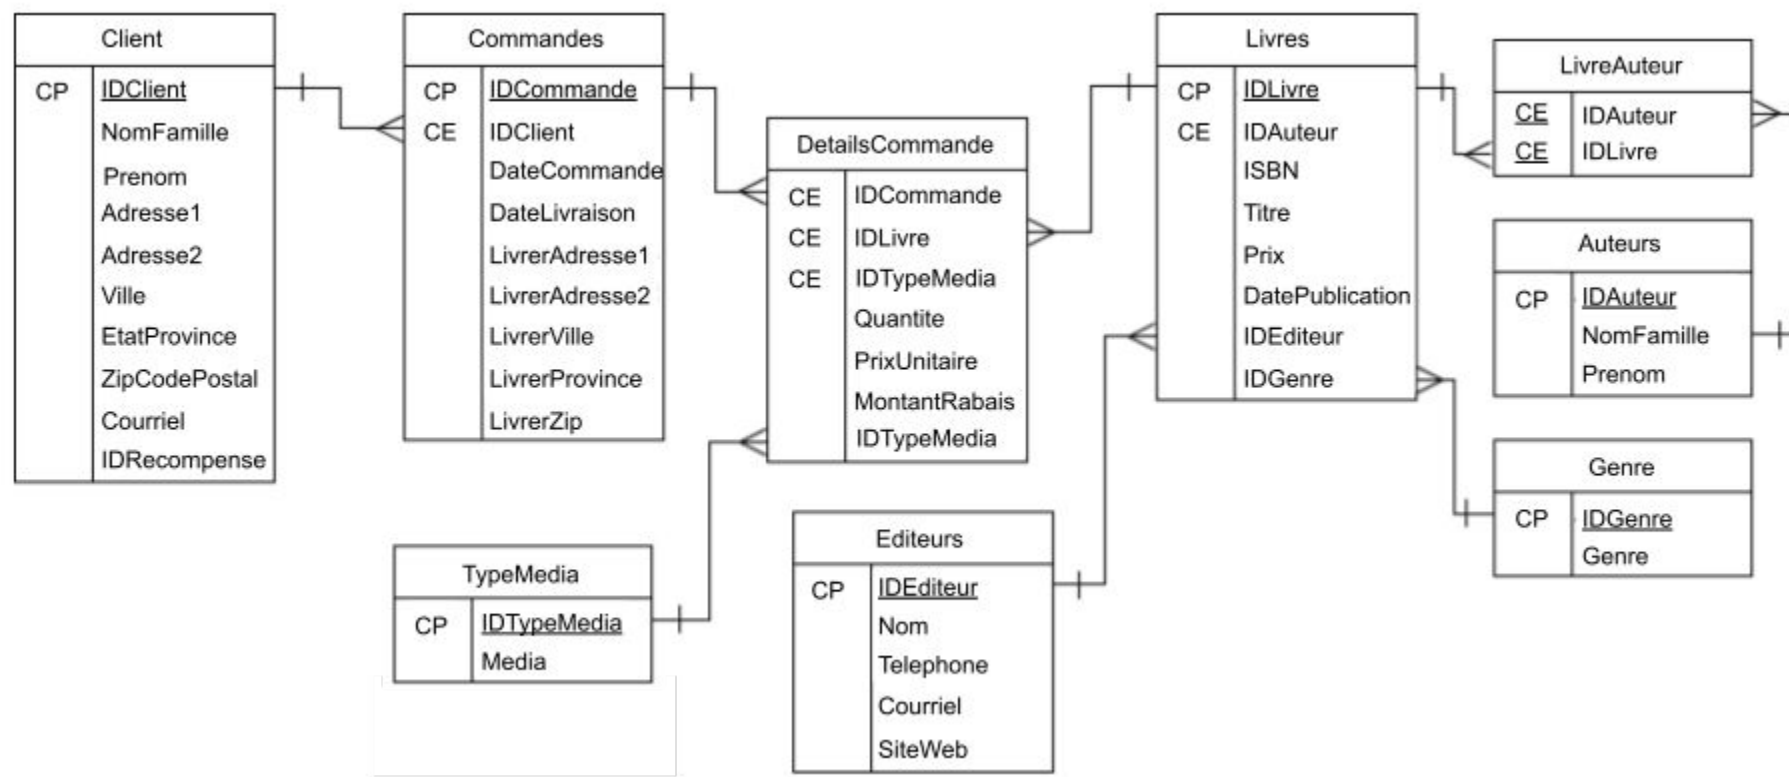 Client
CP IDClient
NomFamille
Prenom
Adresse1
Adresse2
Ville
EtatProvince
ZipCodePostal
Courriel
IDRecompense
Commandes
CP IDCommande
CE IDClient
DateCommande
DateLivraison
LivrerAdresse1
LivrerAdresse2
LivrerVille
LivrerProvince
LivrerZip
DetailsCommande
CE IDCommande
CE IDLivre
CE IDTypeMedia
Quantite
PrixUnitaire
MontantRabais
IDTypeMedia
Livres
CP IDLivre
CE IDAuteur
ISBN
Titre
Prix
DatePublication
IDEditeur
IDGenre
LivreAuteur
CE IDAuteur
CE IDLivre
Auteurs
CP IDAuteur
NomFamille
Prenom
Genre
CP IDGenre
Genre
TypeMedia
CP IDTypeMedia
Media
Editeurs
CP IDEditeur
Nom
Telephone
Courriel
SiteWeb